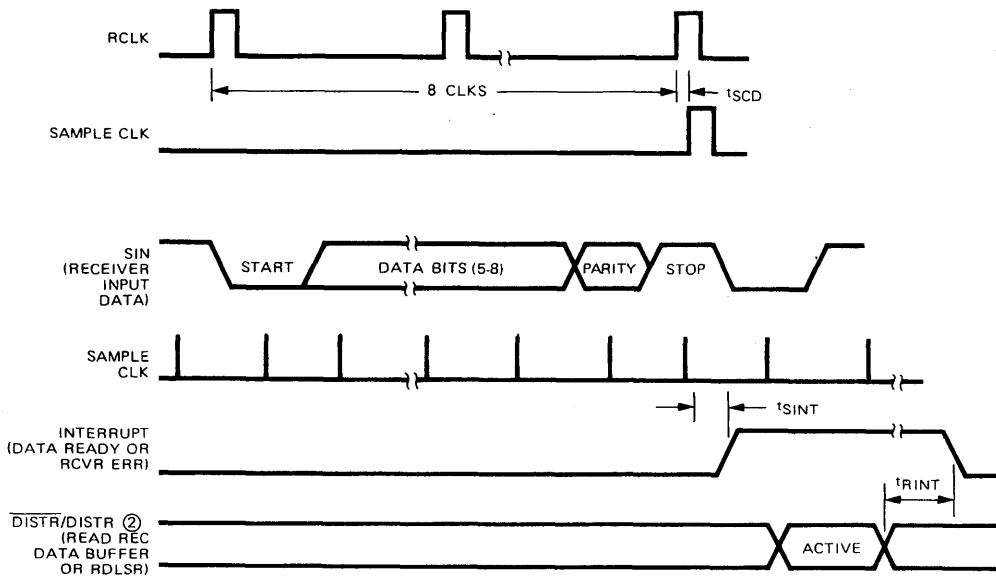 RCLK
8 CLKS
tSCD
SAMPLE CLK
SIN
(RECEIVER
INPUT
DATA)
START
DATA BITS (5-8)
PARITY
STOP
SAMPLE
CLK
tSINT
INTERRUPT
(DATA READY OR
RCVR ERR)
tRINT
DISTR/DISTR ②
(READ REC
DATA BUFFER
OR RDLSR)
ACTIVE